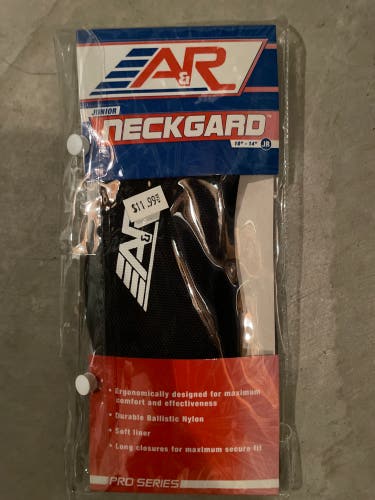 A&R
JUNIOR
NECKGARD™
10" - 14" JR
$11.99
A&R
• Ergonomically designed for maximum
comfort and effectiveness
• Durable Ballistic Nylon
• Soft liner
• Long closures for maximum secure fit
PRO SERIES